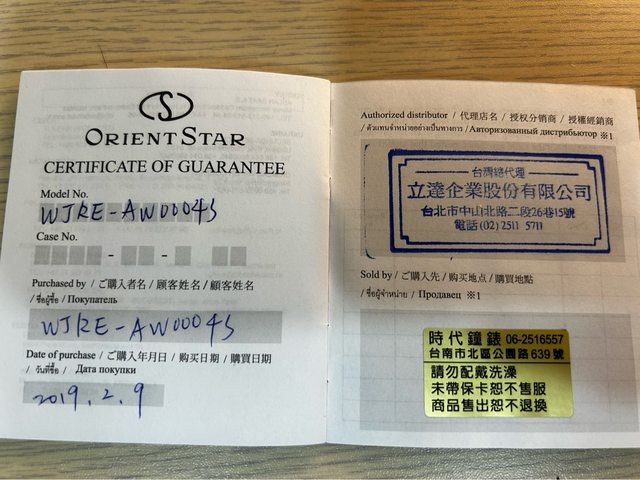 ORIENT STAR
CERTIFICATE OF GUARANTEE
Model No.
WJRE-AW0004S
Case No.
Purchased by / ご購入者名 / 顾客姓名 / 顧客姓名
/ ชื่อผู้ซื้อ / Покупатель
WJRE-AW0004S
Date of purchase / ご購入年月日 / 购买日期 / 購買日期
/ วันที่ซื้อ / Дата покупки
2019.2.9
Authorized distributor / 代理店名 / 授权分销商 / 授權經銷商
/ ตัวแทนจำหน่ายอย่างเป็นทางการ / Авторизованный дистрибьютор ※1
台灣總代理
立達企業股份有限公司
台北市中山北路二段26巷15號
電話(02)2511 5711
Sold by / ご購入先 / 购买地点 / 購買地點
/ ชื่อผู้จำหน่าย / Продавец ※1
時代鐘錶 06-2516557
台南市北區公園路639號
請勿配戴洗澡
未帶保卡恕不售服
商品售出恕不退換